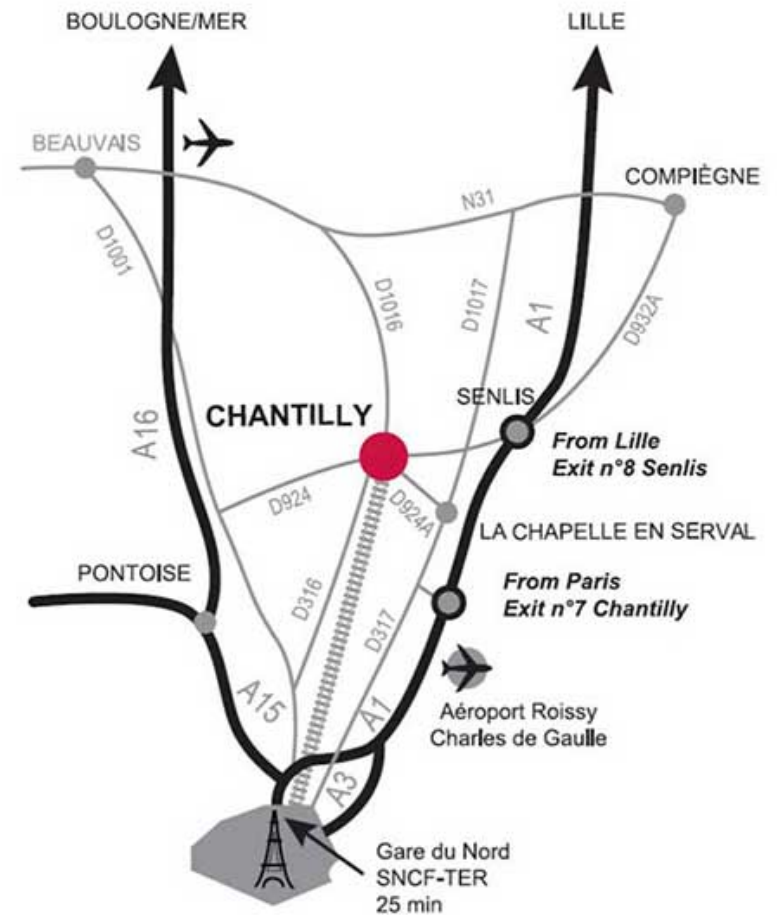 BOULOGNE/MER
LILLE
BEAUVAIS
COMPIÈGNE
N31
D1001
D1016
D1017
A1
D932A
SENLIS
CHANTILLY
A16
From Lille
Exit n°8 Senlis
D924
D924A
LA CHAPELLE EN SERVAL
PONTOISE
From Paris
Exit n°7 Chantilly
D316
D317
A15
A1
Aéroport Roissy
Charles de Gaulle
A3
Gare du Nord
SNCF-TER
25 min